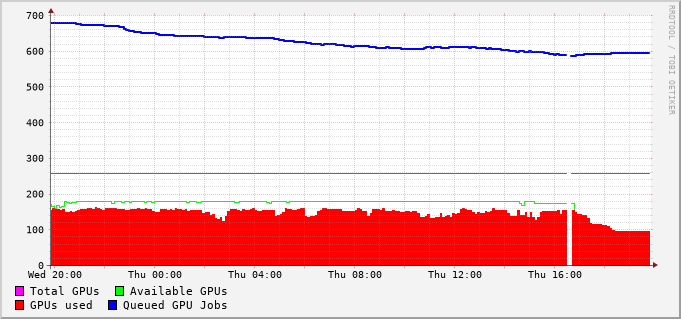 700
600
500
400
300
200
100
0
Wed 20:00 Thu 00:00 Thu 04:00 Thu 08:00 Thu 12:00 Thu 16:00
Total GPUs Available GPUs
GPUs used Queued GPU Jobs
RRDTOOL / TOBI OETIKER